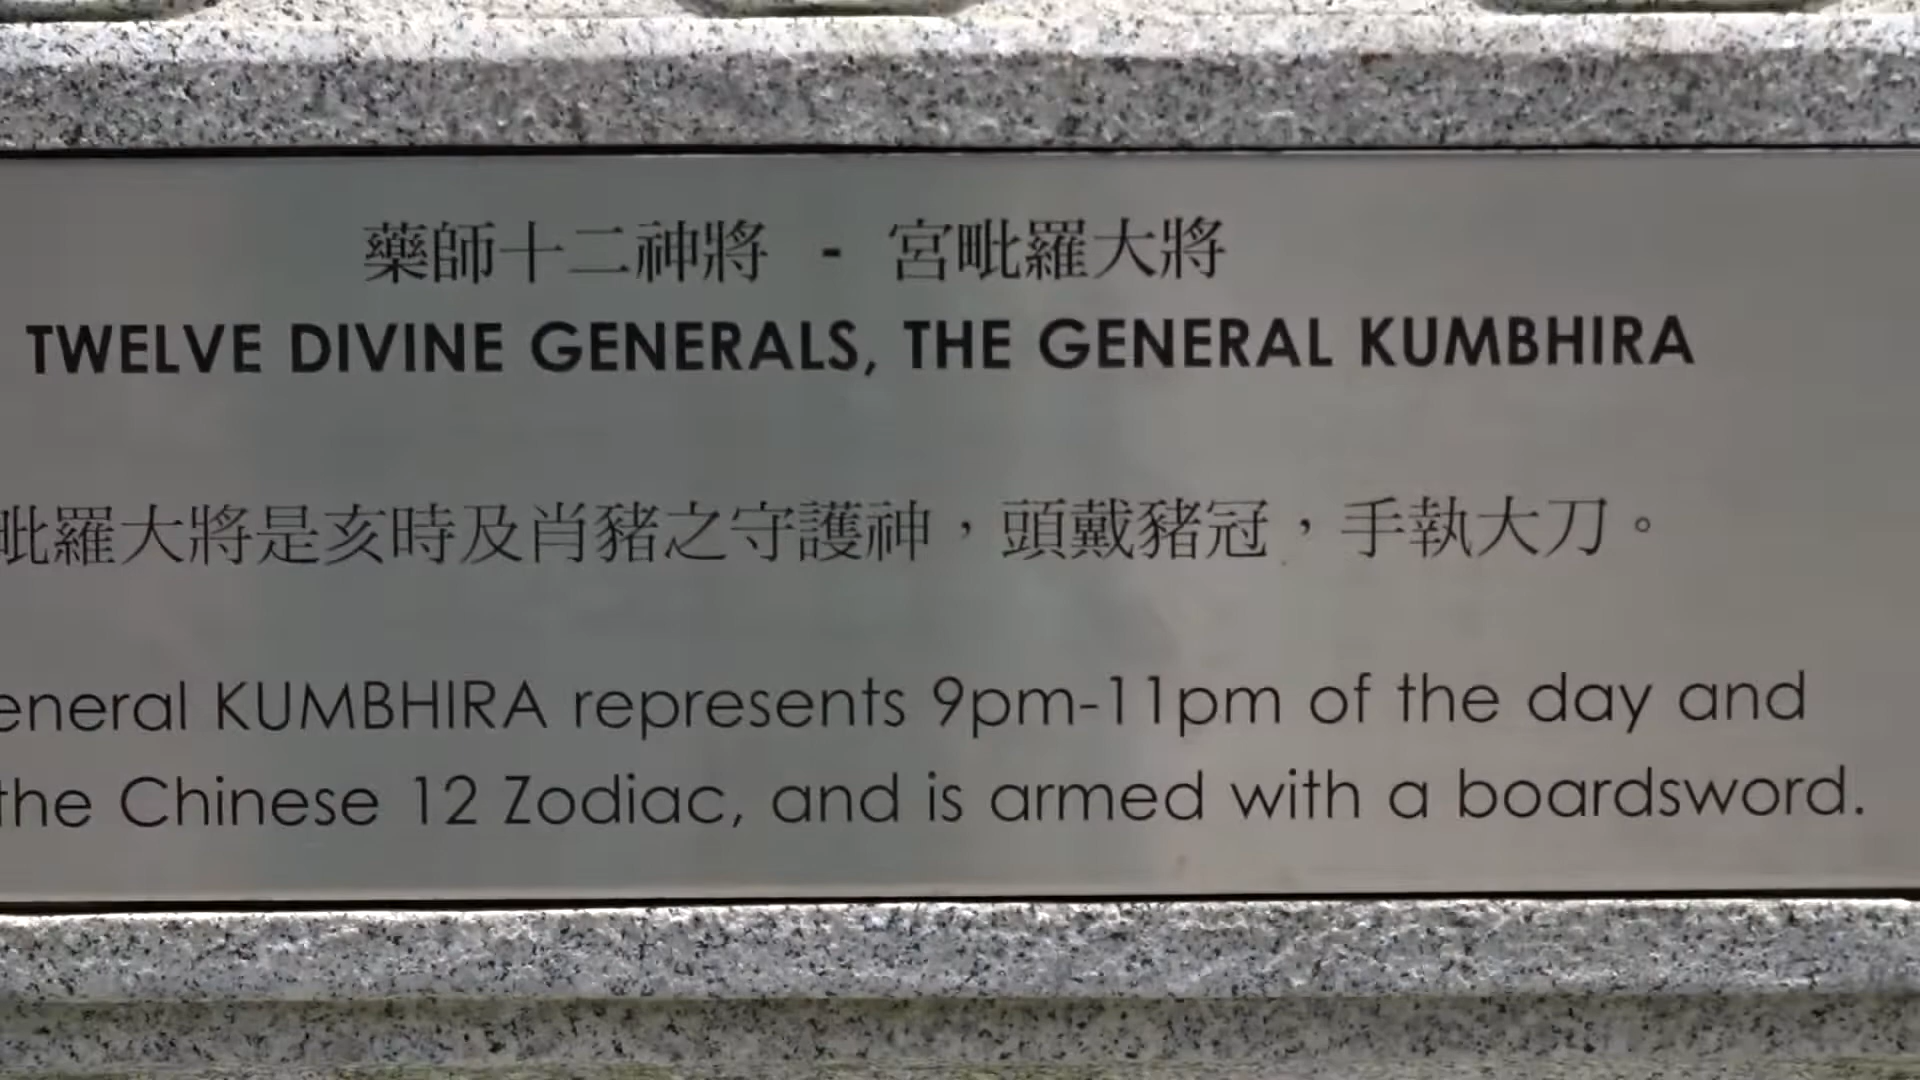 藥師十二神將 - 宮毗羅大將
TWELVE DIVINE GENERALS, THE GENERAL KUMBHIRA
毗羅大將是亥時及肖豬之守護神，頭戴豬冠，手執大刀。
eneral KUMBHIRA represents 9pm-11pm of the day and
the Chinese 12 Zodiac, and is armed with a boardsword.